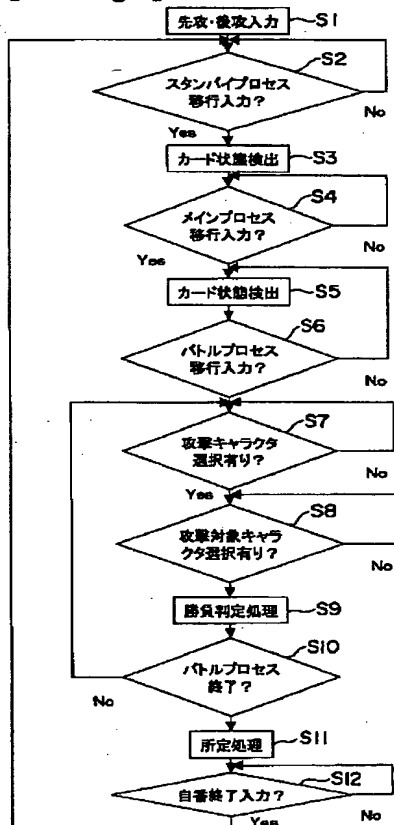 先攻・後攻入力
S1
S2
スタンバイプロセス
移行入力?
No
Yes
カード状態検出
S3
S4
メインプロセス
移行入力?
Yes
No
カード状態検出
S5
S6
バトルプロセス
移行入力?
No
S7
攻撃キャラクタ
選択有り?
Yes
No
S8
攻撃対象キャラ
クタ選択有り?
No
勝負判定処理
S9
S10
バトルプロセス
終了?
No
所定処理
S11
S12
自番終了入力?
Yes
No